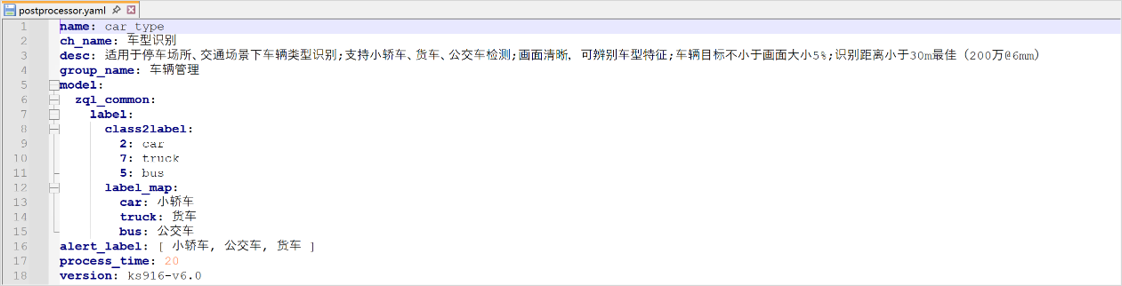 postprocessor.yaml
1 name: car_type
2 ch_name: 车型识别
3 desc: 适用于停车场所、交通场景下车辆类型识别;支持小轿车、货车、公交车检测;画面清晰，可辨别车型特征;车辆目标不小于画面大小5%;识别距离小于30m最佳（200万@6mm）
4 group_name: 车辆管理
5 model:
6 zql_common:
7 label:
8 class2label:
9 2: car
10 7: truck
11 5: bus
12 label_map:
13 car: 小轿车
14 truck: 货车
15 bus: 公交车
16 alert_label: [ 小轿车, 公交车, 货车 ]
17 process_time: 20
18 version: ks916-v6.0